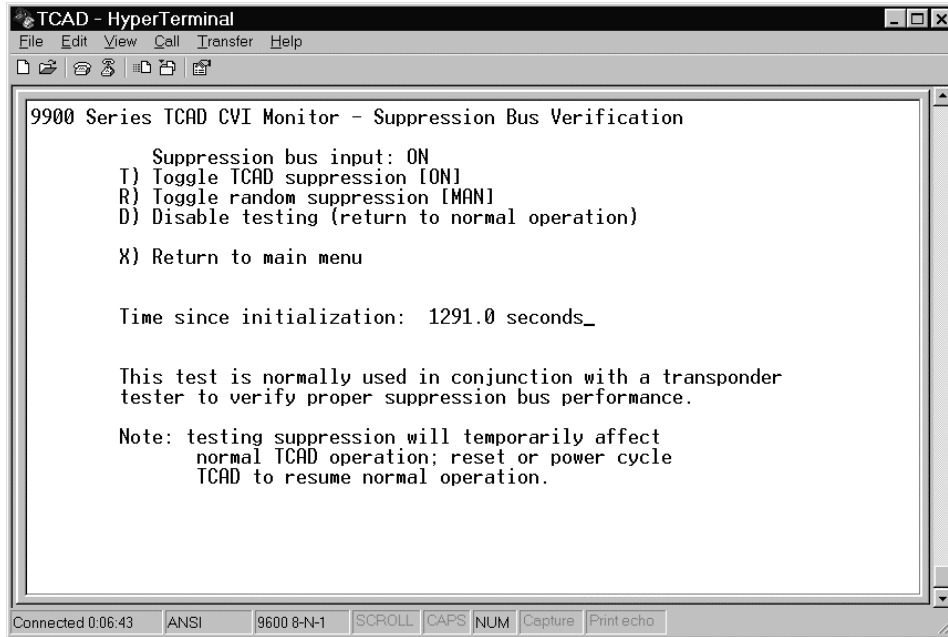 TCAD - HyperTerminal
File Edit View Call Transfer Help
9900 Series TCAD CVI Monitor - Suppression Bus Verification
Suppression bus input: ON
T) Toggle TCAD suppression [ON]
R) Toggle random suppression [MAN]
D) Disable testing (return to normal operation)
X) Return to main menu
Time since initialization: 1291.0 seconds_
This test is normally used in conjunction with a transponder
tester to verify proper suppression bus performance.
Note: testing suppression will temporarily affect
normal TCAD operation; reset or power cycle
TCAD to resume normal operation.
Connected 0:06:43 ANSI 9600 8-N-1 SCROLL CAPS NUM Capture Print echo